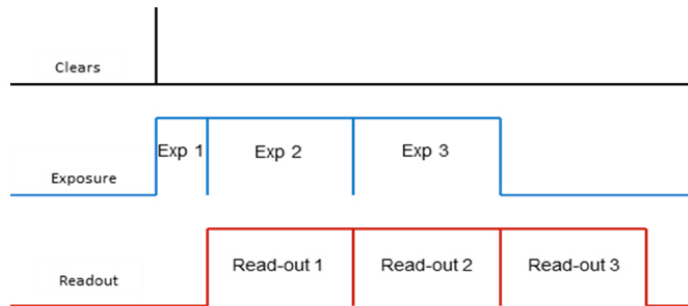 Clears
Exp 1 Exp 2 Exp 3
Exposure
Read-out 1 Read-out 2 Read-out 3
Readout